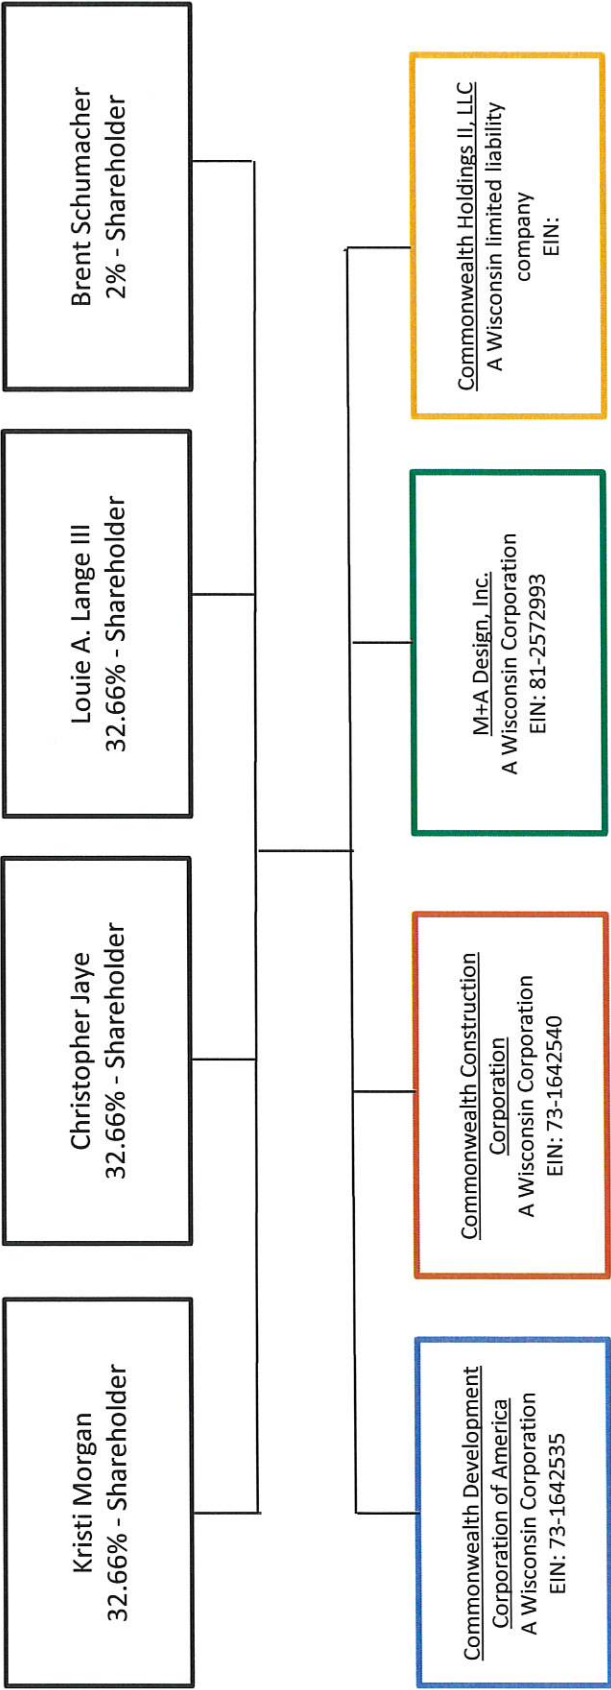 Kristi Morgan
32.66% - Shareholder
Christopher Jaye
32.66% - Shareholder
Louie A. Lange III
32.66% - Shareholder
Brent Schumacher
2% - Shareholder
Commonwealth Development
Corporation of America
A Wisconsin Corporation
EIN: 73-1642535
Commonwealth Construction
Corporation
A Wisconsin Corporation
EIN: 73-1642540
M+A Design, Inc.
A Wisconsin Corporation
EIN: 81-2572993
Commonwealth Holdings II, LLC
A Wisconsin limited liability
company
EIN: